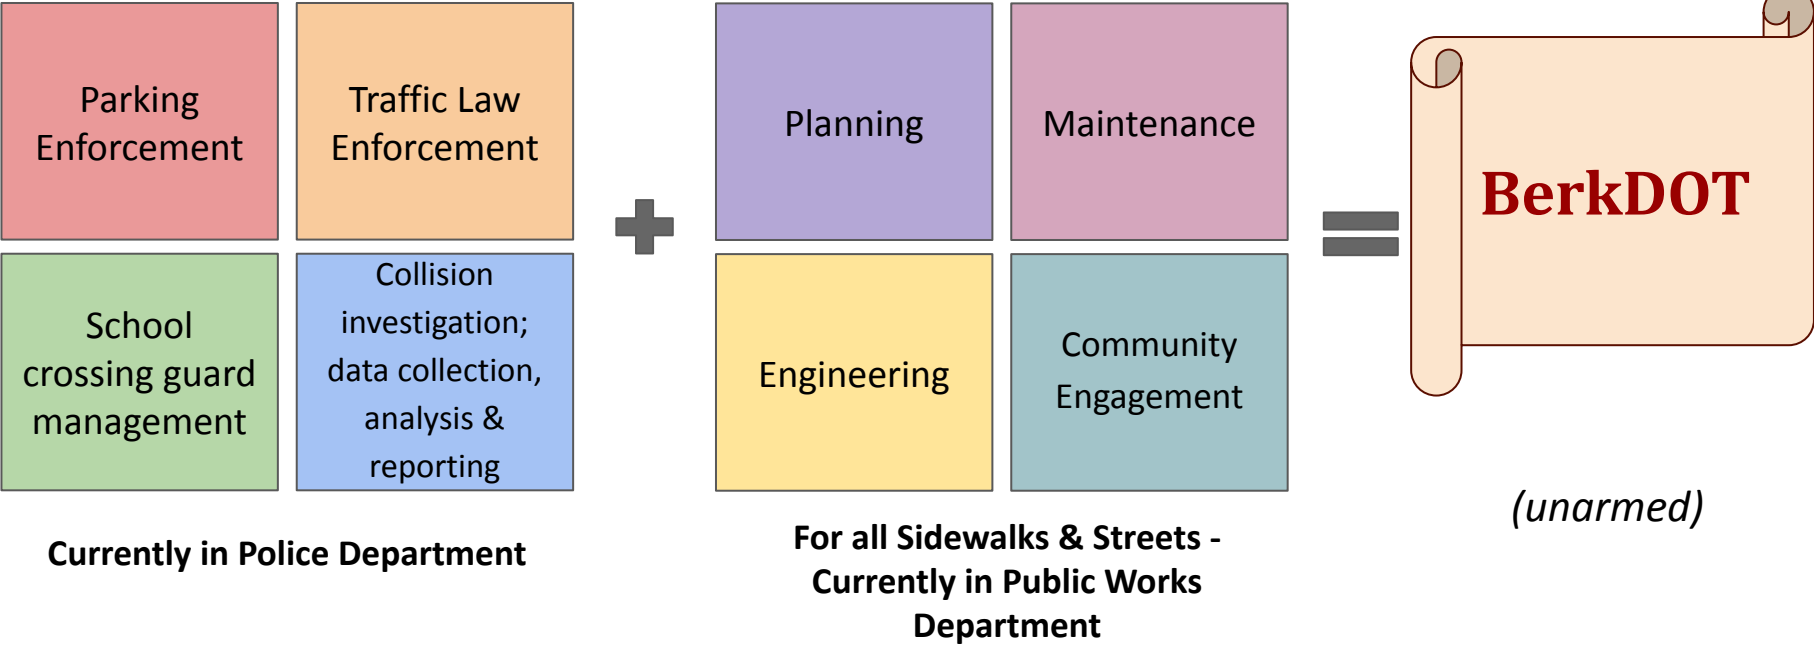 Parking
Enforcement
Traffic Law
Enforcement
School
crossing guard
management
Collision
investigation;
data collection,
analysis &
reporting
Currently in Police Department
Planning
Maintenance
Engineering
Community
Engagement
For all Sidewalks & Streets -
Currently in Public Works
Department
BerkDOT
(unarmed)